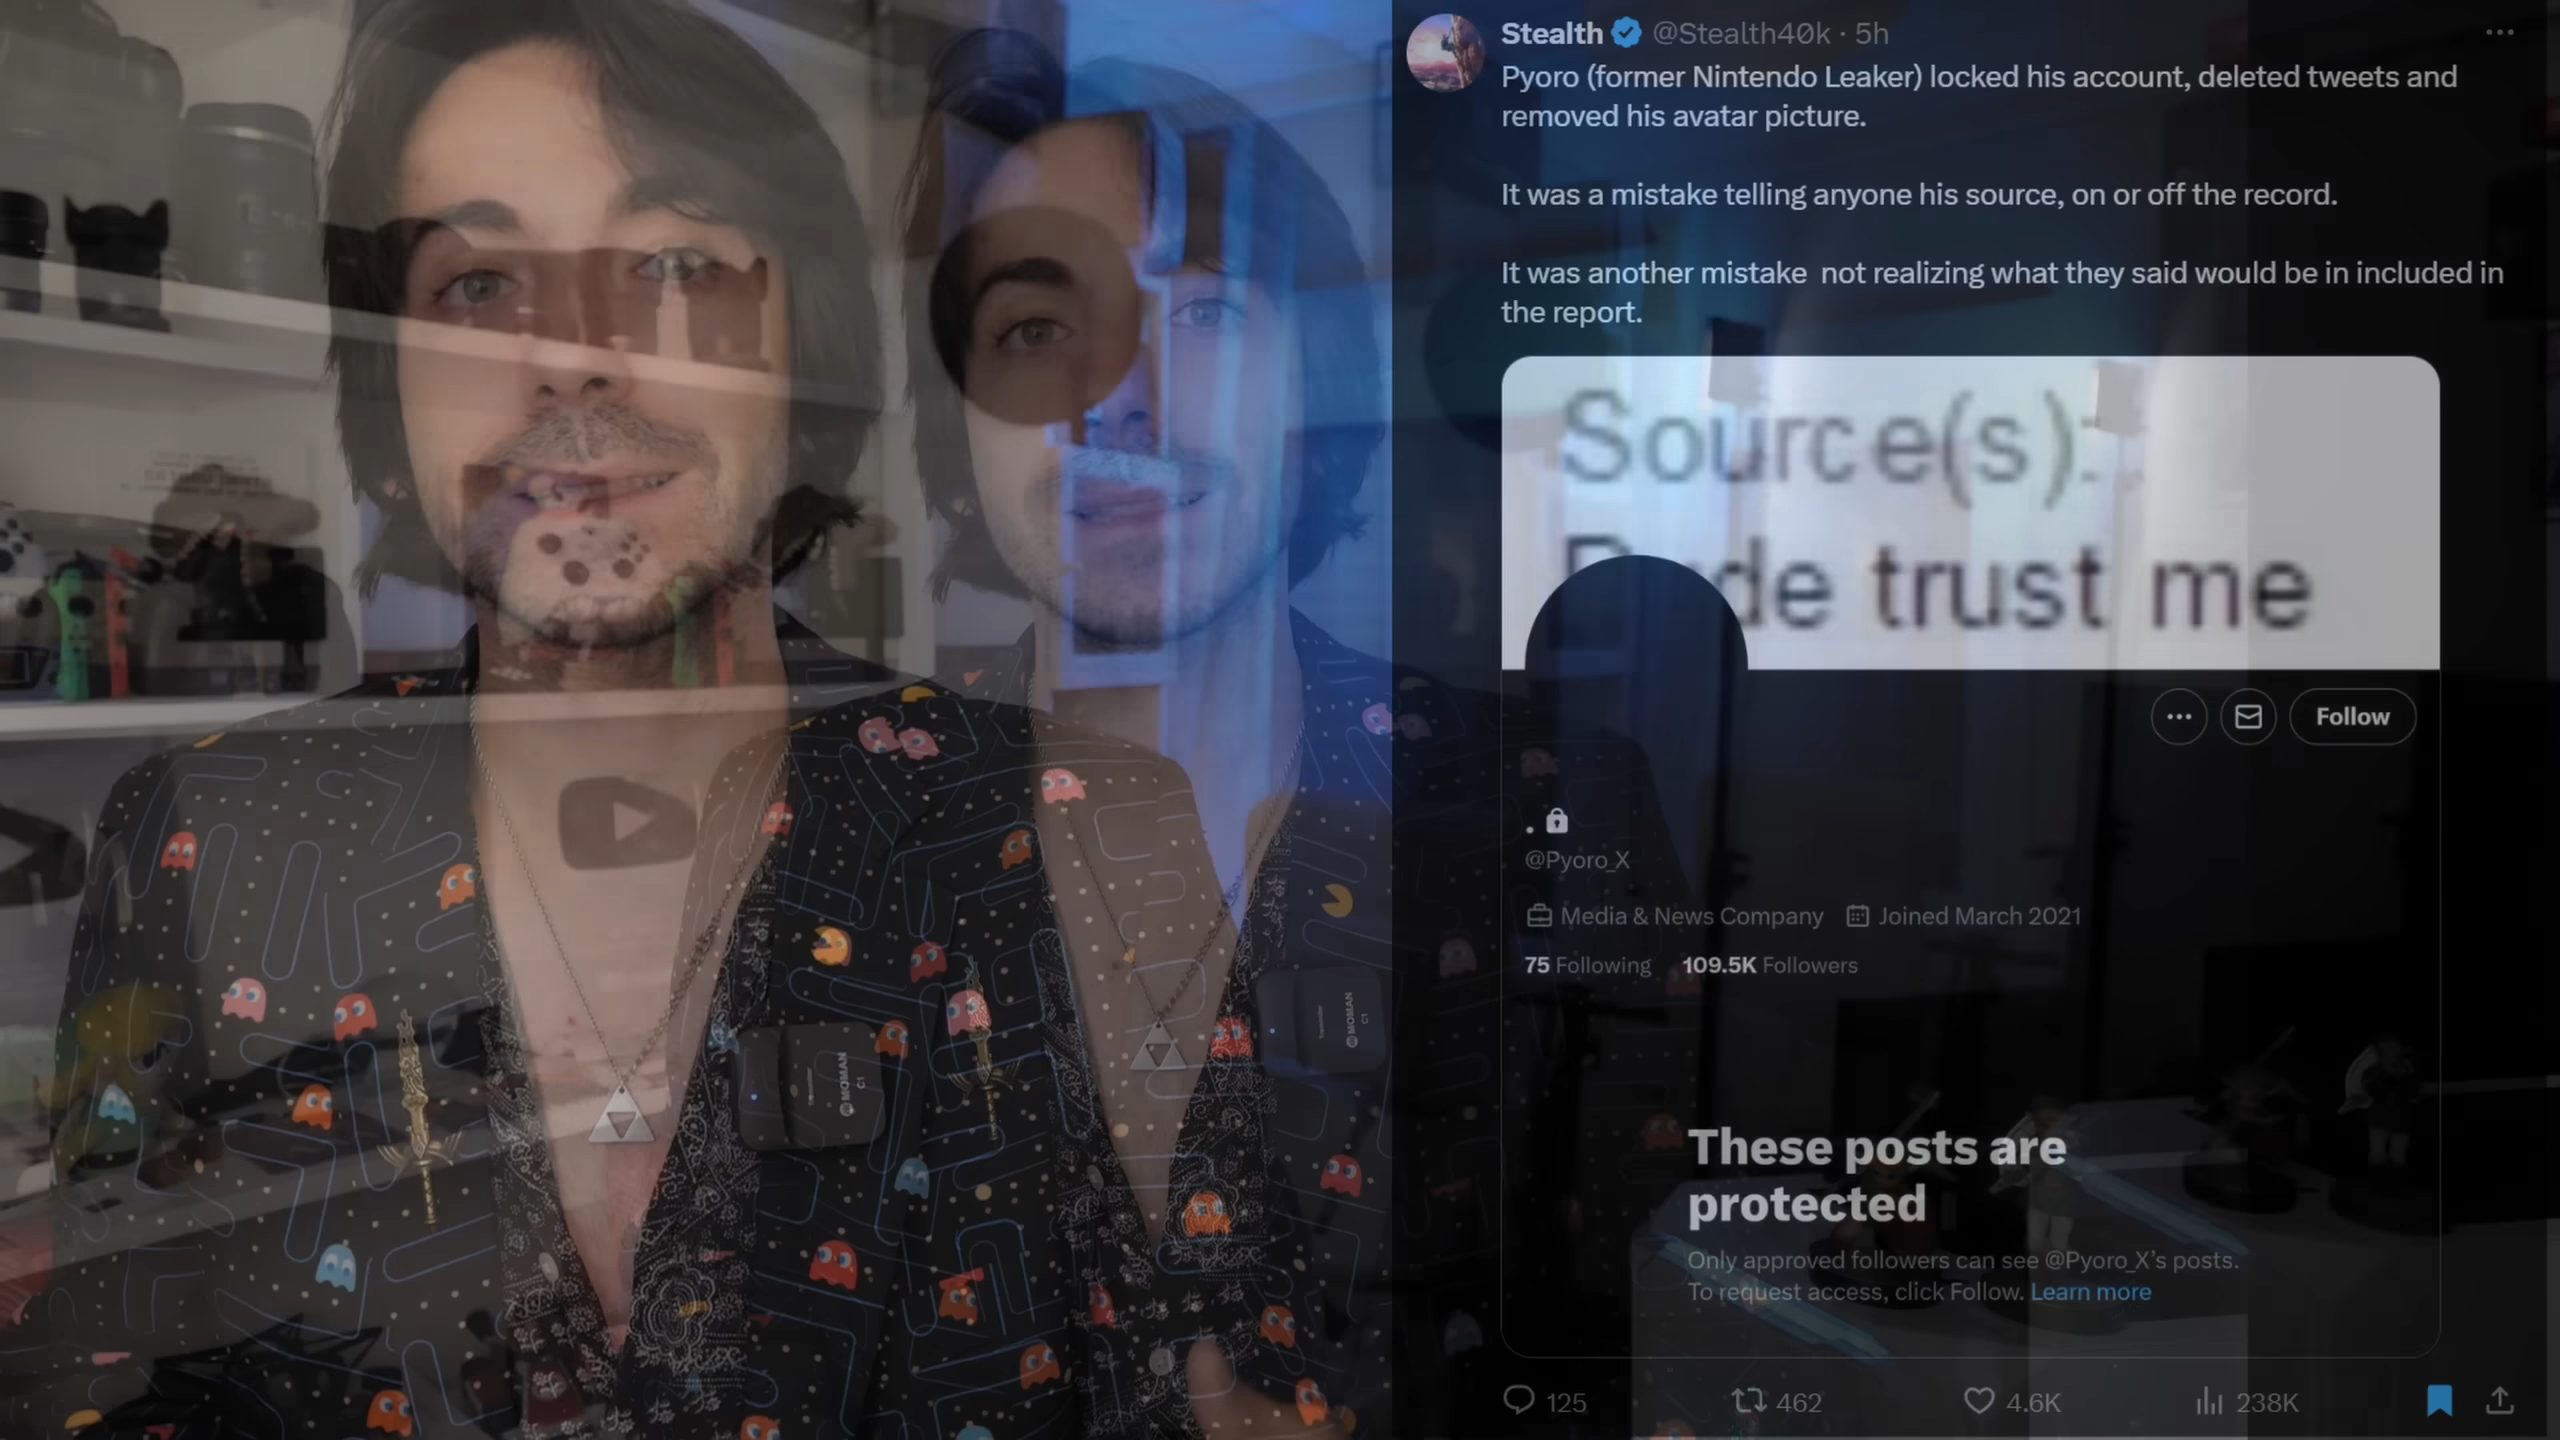 Stealth @Stealth40k · 5h
Pyoro (former Nintendo Leaker) locked his account, deleted tweets and
removed his avatar picture.
It was a mistake telling anyone his source, on or off the record.
It was another mistake  not realizing what they said would be in included in
the report.
Source(s):
de trust me
Follow
.
@Pyoro_X
Media & News Company Joined March 2021
75 Following 109.5K Followers
MOMAN
C1
MOMAN
C1
These posts are
protected
Only approved followers can see @Pyoro_X's posts.
To request access, click Follow. Learn more
125 462 4.6K 238K